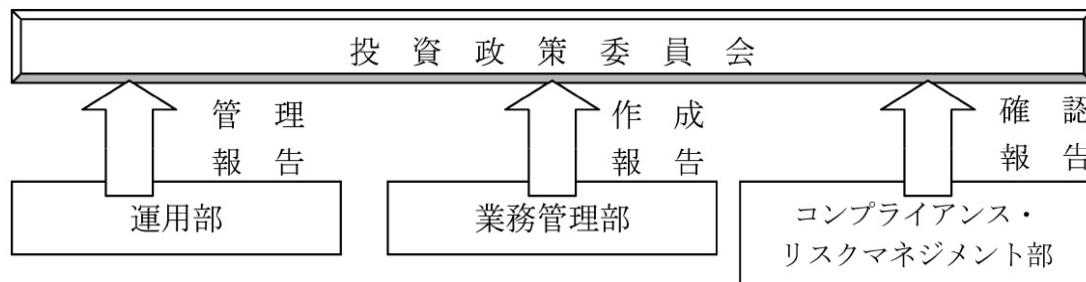 投資政策委員会
管理
報告
作成
報告
確認
報告
運用部
業務管理部
コンプライアンス・
リスクマネジメント部